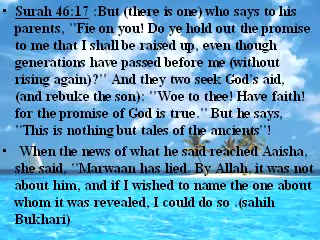 • Surah 46:17 :But (there is one) who says to his
parents, "Fie on you! Do ye hold out the promise
to me that I shall be raised up, even though
generations have passed before me (without
rising again)?" And they two seek God's aid,
(and rebuke the son): "Woe to thee! Have faith!
for the promise of God is true." But he says,
"This is nothing but tales of the ancients"!
• When the news of what he said reached Aaisha,
she said, "Marwaan has lied. By Allah, it was not
about him, and if I wished to name the one about
whom it was revealed, I could do so .(sahih
Bukhari)